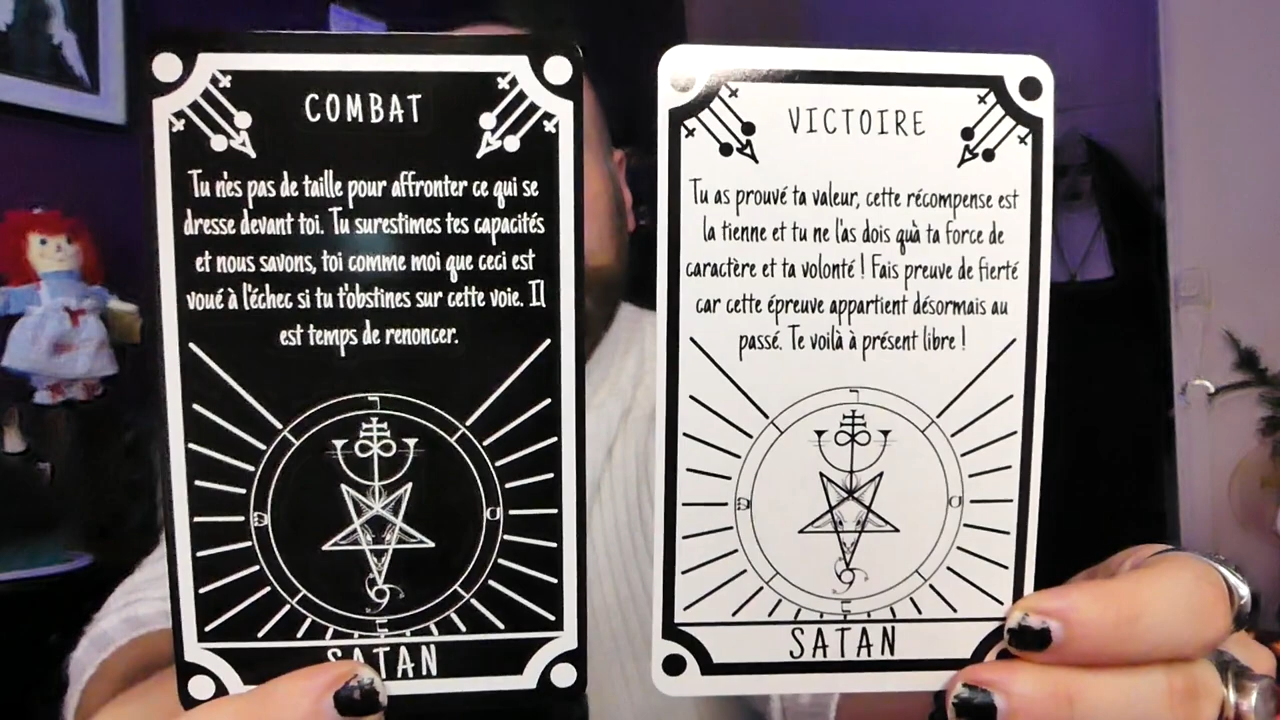 COMBAT
Tu n'es pas de taille pour affronter ce qui se
dresse devant toi. Tu surestimes tes capacités
et nous savons, toi comme moi que ceci est
voué à l'échec si tu t'obstines sur cette voie. Il
est temps de renoncer.
SATAN
VICTOIRE
Tu as prouvé ta valeur, cette récompense est
la tienne et tu ne l'as dois qu'à ta force de
caractère et ta volonté ! Fais preuve de fierté
car cette épreuve appartient désormais au
passé. Te voilà à présent libre !
SATAN